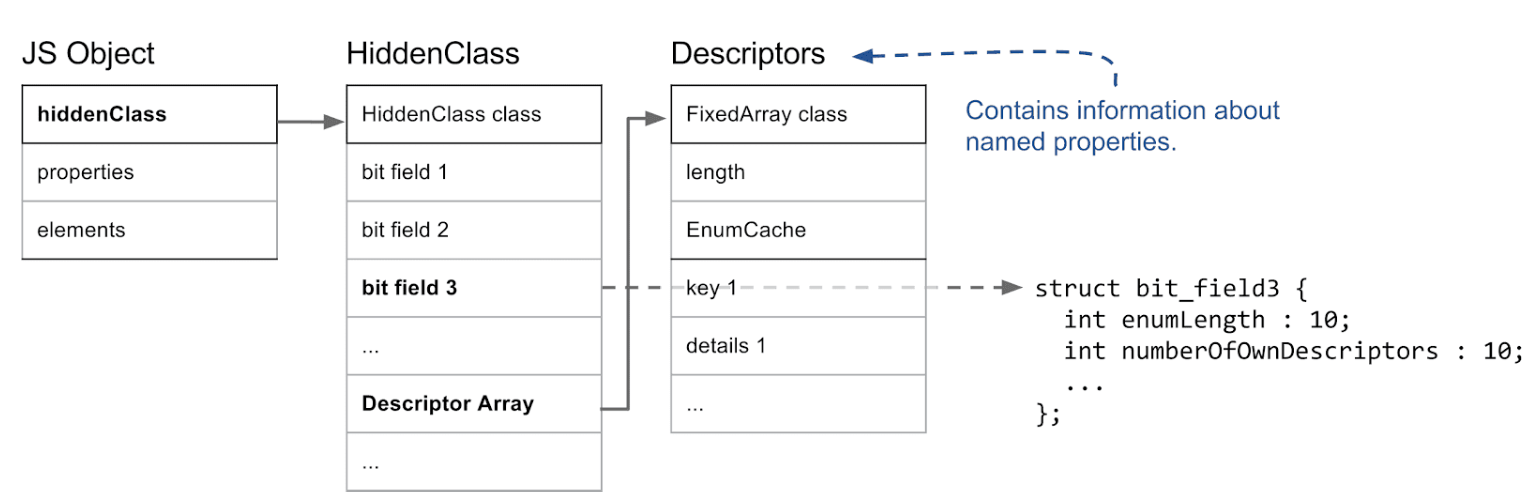 JS Object
hiddenClass
properties
elements
HiddenClass
HiddenClass class
bit field 1
bit field 2
bit field 3
...
Descriptor Array
...
Descriptors
FixedArray class
length
EnumCache
key 1
details 1
...
Contains information about
named properties.
struct bit_field3 {
int enumLength : 10;
int numberOfOwnDescriptors : 10;
...
};